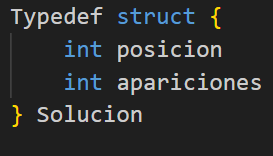 Typedef struct {
    int posicion
    int apariciones
} Solucion